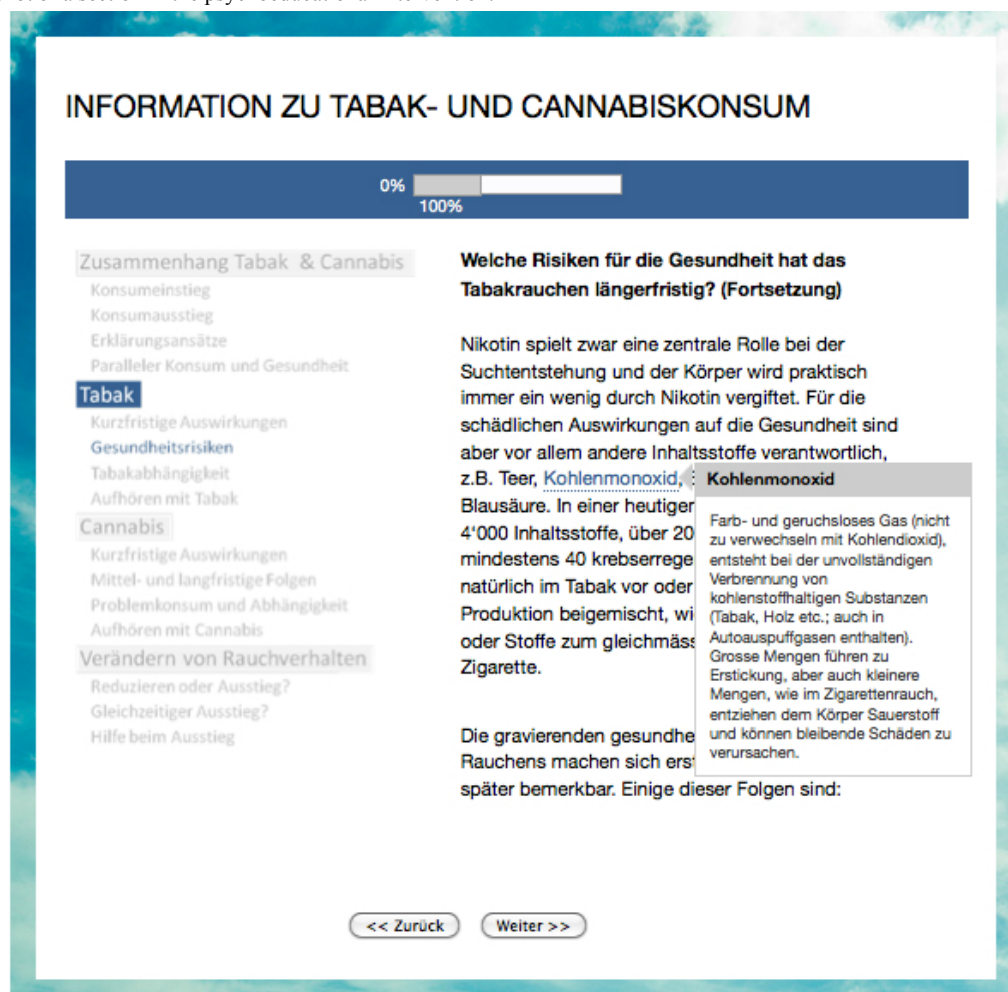 INFORMATION ZU TABAK- UND CANNABISKONSUM
0%
100%
Zusammenhang Tabak & Cannabis
Konsumeinstieg
Konsumausstieg
Erklärungsansätze
Paralleler Konsum und Gesundheit
Tabak
Kurzfristige Auswirkungen
Gesundheitsrisiken
Tabakabhängigkeit
Aufhören mit Tabak
Cannabis
Kurzfristige Auswirkungen
Mittel- und langfristige Folgen
Problemkonsum und Abhängigkeit
Aufhören mit Cannabis
Verändern von Rauchverhalten
Reduzieren oder Ausstieg?
Gleichzeitiger Ausstieg?
Hilfe beim Ausstieg
Welche Risiken für die Gesundheit hat das
Tabakrauchen längerfristig? (Fortsetzung)
Nikotin spielt zwar eine zentrale Rolle bei der
Suchtentstehung und der Körper wird praktisch
immer ein wenig durch Nikotin vergiftet. Für die
schädlichen Auswirkungen auf die Gesundheit sind
aber vor allem andere Inhaltsstoffe verantwortlich,
z.B. Teer, Kohlenmonoxid,
Blausäure. In einer heutigen
4'000 Inhaltsstoffe, über 20
mindestens 40 krebserrege
natürlich im Tabak vor oder
Produktion beigemischt, wi
oder Stoffe zum gleichmäss
Zigarette.
Die gravierenden gesundhe
Rauchens machen sich erst
später bemerkbar. Einige dieser Folgen sind:
Kohlenmonoxid
Farb- und geruchsloses Gas (nicht
zu verwechseln mit Kohlendioxid),
entsteht bei der unvollständigen
Verbrennung von
kohlenstoffhaltigen Substanzen
(Tabak, Holz etc.; auch in
Autoauspuffgasen enthalten).
Grosse Mengen führen zu
Erstickung, aber auch kleinere
Mengen, wie im Zigarettenrauch,
entziehen dem Körper Sauerstoff
und können bleibende Schäden zu
verursachen.
<< Zurück
Weiter >>